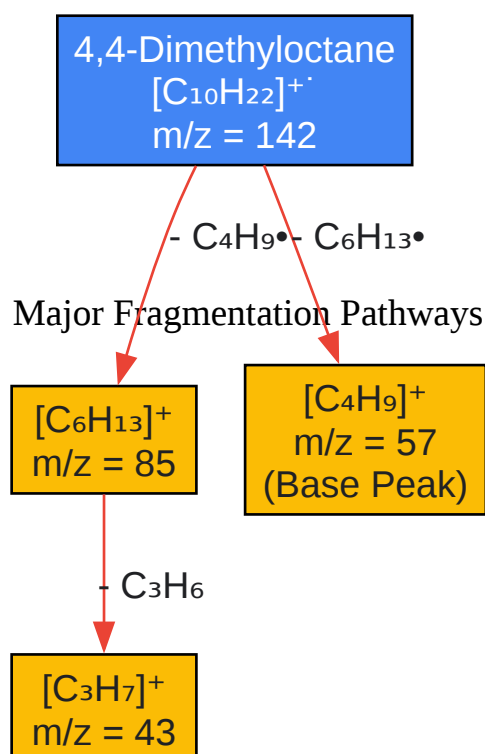 4,4-Dimethyloctane
[C₁₀H₂₂]⁺˙
m/z = 142
- C₄H₉•
- C₆H₁₃•
Major Fragmentation Pathways
[C₆H₁₃]⁺
m/z = 85
[C₄H₉]⁺
m/z = 57
(Base Peak)
- C₃H₆
[C₃H₇]⁺
m/z = 43